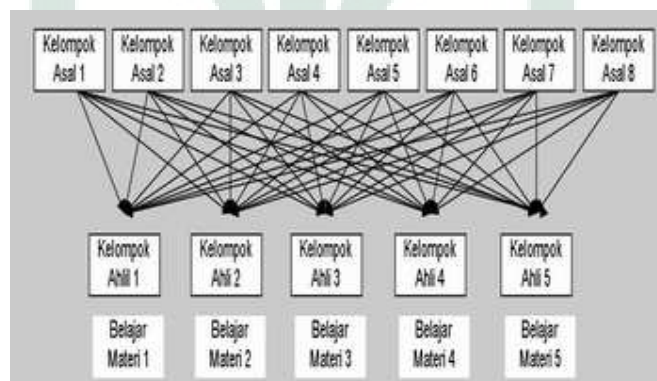 Kelompok
Asal 1
Kelompok
Asal 2
Kelompok
Asal 3
Kelompok
Asal 4
Kelompok
Asal 5
Kelompok
Asal 6
Kelompok
Asal 7
Kelompok
Asal 8
Kelompok
Ahli 1
Kelompok
Ahli 2
Kelompok
Ahli 3
Kelompok
Ahli 4
Kelompok
Ahli 5
Belajar
Materi 1
Belajar
Materi 2
Belajar
Materi 3
Belajar
Materi 4
Belajar
Materi 5